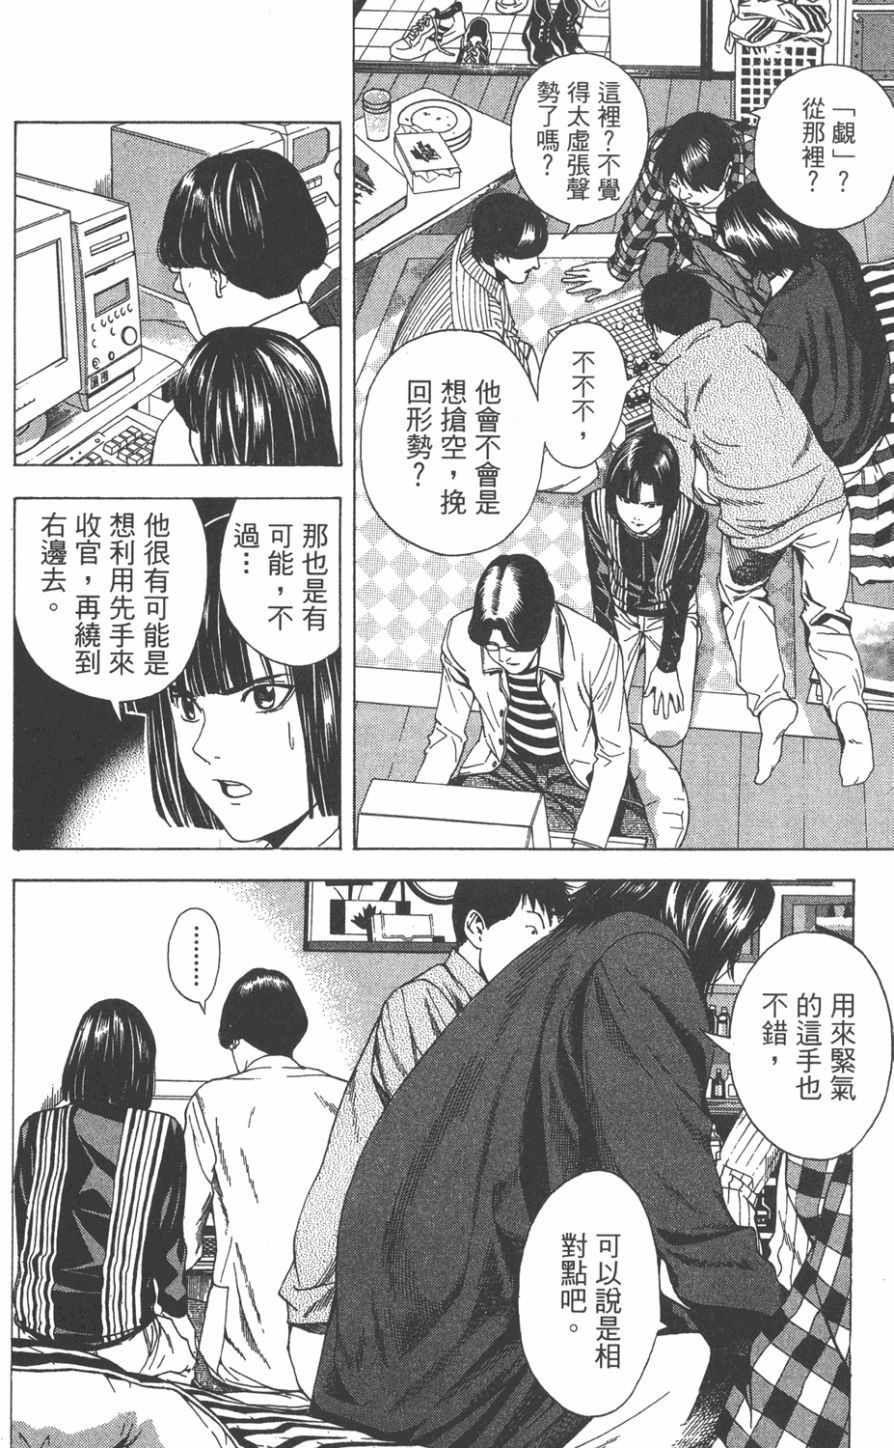 「覷」？
從那裡？
這裡？不覺
得太虛張聲
勢了嗎？
不不不，
他會不會是
想搶空，挽
回形勢？
那也是有
可能，不
過…
他很有可能是
想利用先手來
收官，再繞到
右邊去。
用來緊氣
的這手也
不錯，
可以說是相
對點吧。
………